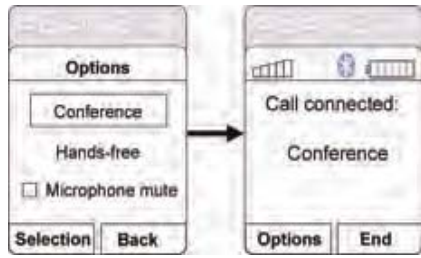 Options
Conference
Hands-free
Microphone mute
Selection Back
Call connected:
Conference
Options End